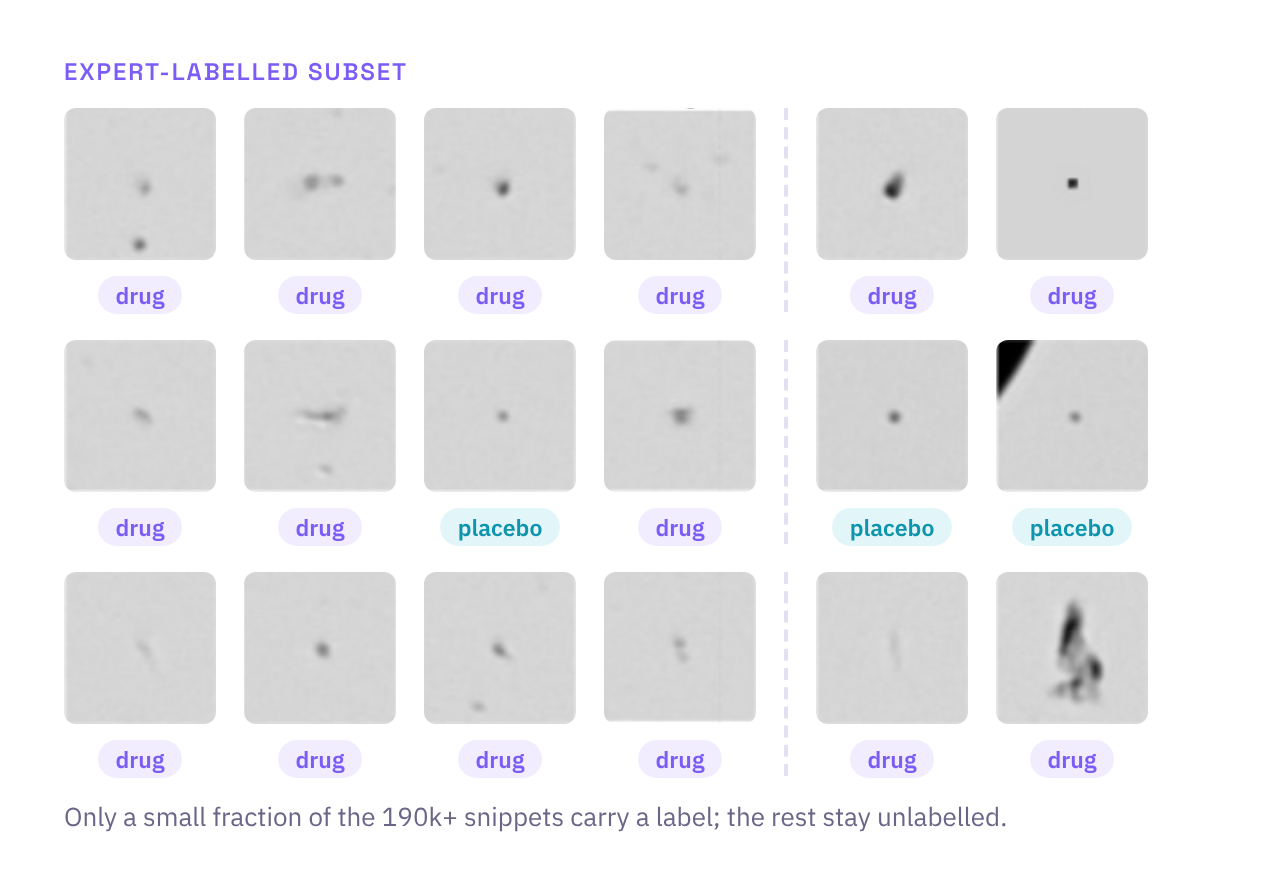 EXPERT-LABELLED SUBSET
drug drug drug drug drug drug
drug drug placebo drug placebo placebo
drug drug drug drug drug drug
Only a small fraction of the 190k+ snippets carry a label; the rest stay unlabelled.